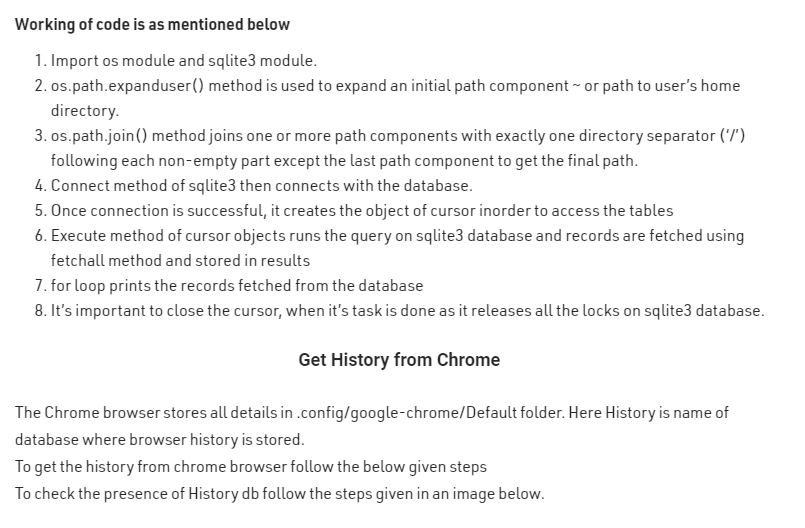 Working of code is as mentioned below
1. Import os module and sqlite3 module.
2. os.path.expanduser() method is used to expand an initial path component ~ or path to user's home
directory.
3. os.path.join() method joins one or more path components with exactly one directory separator ('/')
following each non-empty part except the last path component to get the final path.
4. Connect method of sqlite3 then connects with the database.
5. Once connection is successful, it creates the object of cursor inorder to access the tables
6. Execute method of cursor objects runs the query on sqlite3 database and records are fetched using
fetchall method and stored in results
7. for loop prints the records fetched from the database
8. It's important to close the cursor, when it's task is done as it releases all the locks on sqlite3 database.
Get History from Chrome
The Chrome browser stores all details in .config/google-chrome/Default folder. Here History is name of
database where browser history is stored.
To get the history from chrome browser follow the below given steps
To check the presence of History db follow the steps given in an image below.